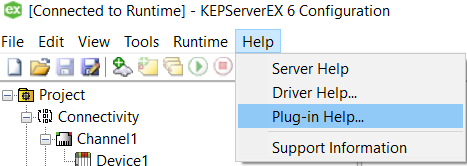 ex [Connected to Runtime] - KEPServerEX 6 Configuration
File Edit View Tools Runtime Help
Server Help
Driver Help...
Plug-in Help...
Support Information
Project
Connectivity
Channel1
Device1